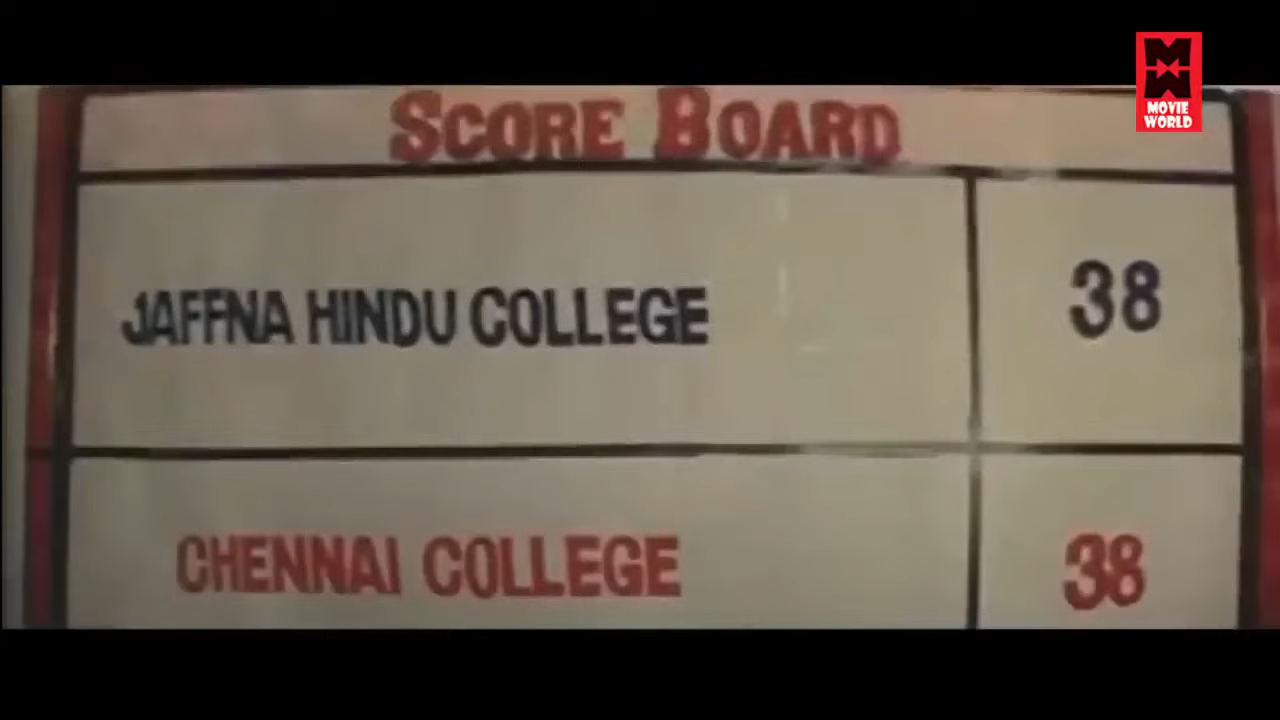 SCORE BOARD
JAFFNA HINDU COLLEGE 38
CHENNAI COLLEGE 38
MOVIE
WORLD